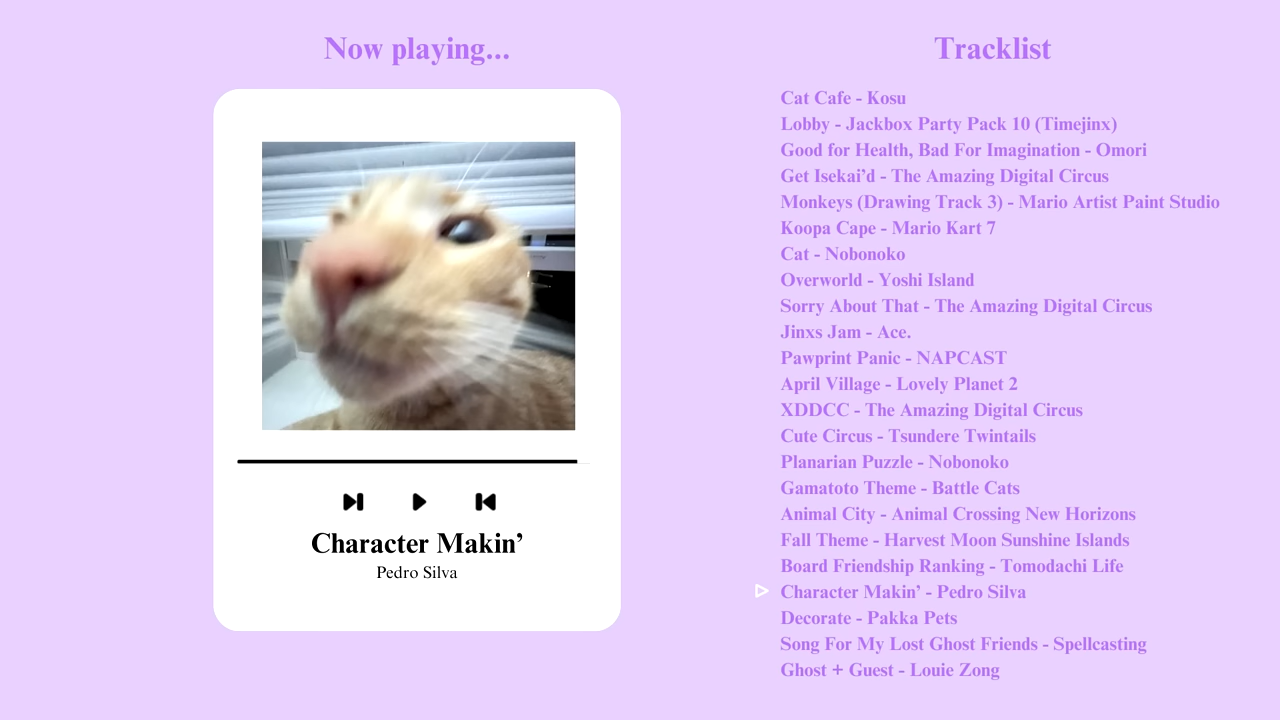 Now playing...
Character Makin’
Pedro Silva
Tracklist
Cat Cafe - Kosu
Lobby - Jackbox Party Pack 10 (Timejinx)
Good for Health, Bad For Imagination - Omori
Get Isekai’d - The Amazing Digital Circus
Monkeys (Drawing Track 3) - Mario Artist Paint Studio
Koopa Cape - Mario Kart 7
Cat - Nobonoko
Overworld - Yoshi Island
Sorry About That - The Amazing Digital Circus
Jinxs Jam - Ace.
Pawprint Panic - NAPCAST
April Village - Lovely Planet 2
XDDCC - The Amazing Digital Circus
Cute Circus - Tsundere Twintails
Planarian Puzzle - Nobonoko
Gamatoto Theme - Battle Cats
Animal City - Animal Crossing New Horizons
Fall Theme - Harvest Moon Sunshine Islands
Board Friendship Ranking - Tomodachi Life
Character Makin’ - Pedro Silva
Decorate - Pakka Pets
Song For My Lost Ghost Friends - Spellcasting
Ghost + Guest - Louie Zong